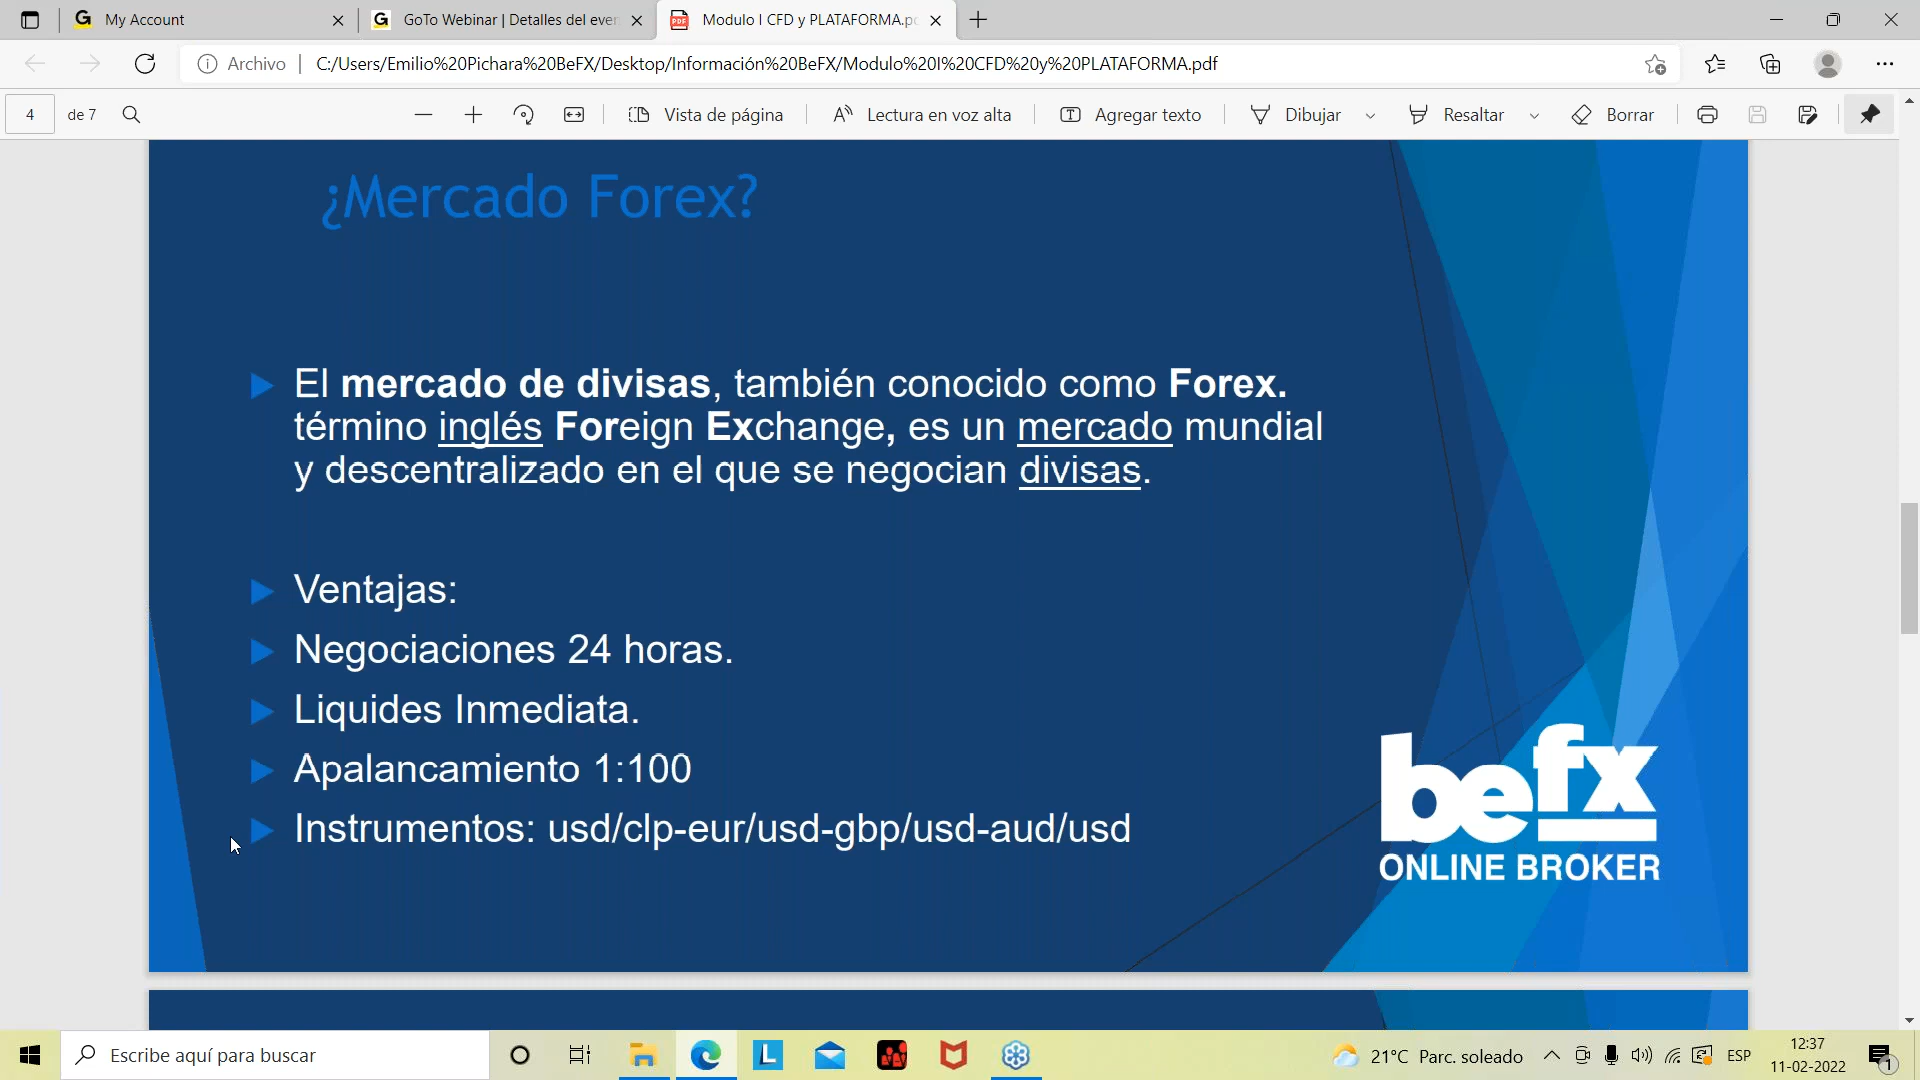 My Account
GoTo Webinar | Detalles del even
Modulo I CFD y PLATAFORMA.pd
Archivo
C:/Users/Emilio%20Pichara%20BeFX/Desktop/Información%20BeFX/Modulo%20I%20CFD%20y%20PLATAFORMA.pdf
4 de 7
Vista de página
Lectura en voz alta
Agregar texto
Dibujar
Resaltar
Borrar
¿Mercado Forex?
El mercado de divisas, también conocido como Forex.
término inglés Foreign Exchange, es un mercado mundial
y descentralizado en el que se negocian divisas.
Ventajas:
Negociaciones 24 horas.
Liquides Inmediata.
Apalancamiento 1:100
Instrumentos: usd/clp-eur/usd-gbp/usd-aud/usd
befx
ONLINE BROKER
Escribe aquí para buscar
21°C Parc. soleado
ESP
12:37
11-02-2022
1